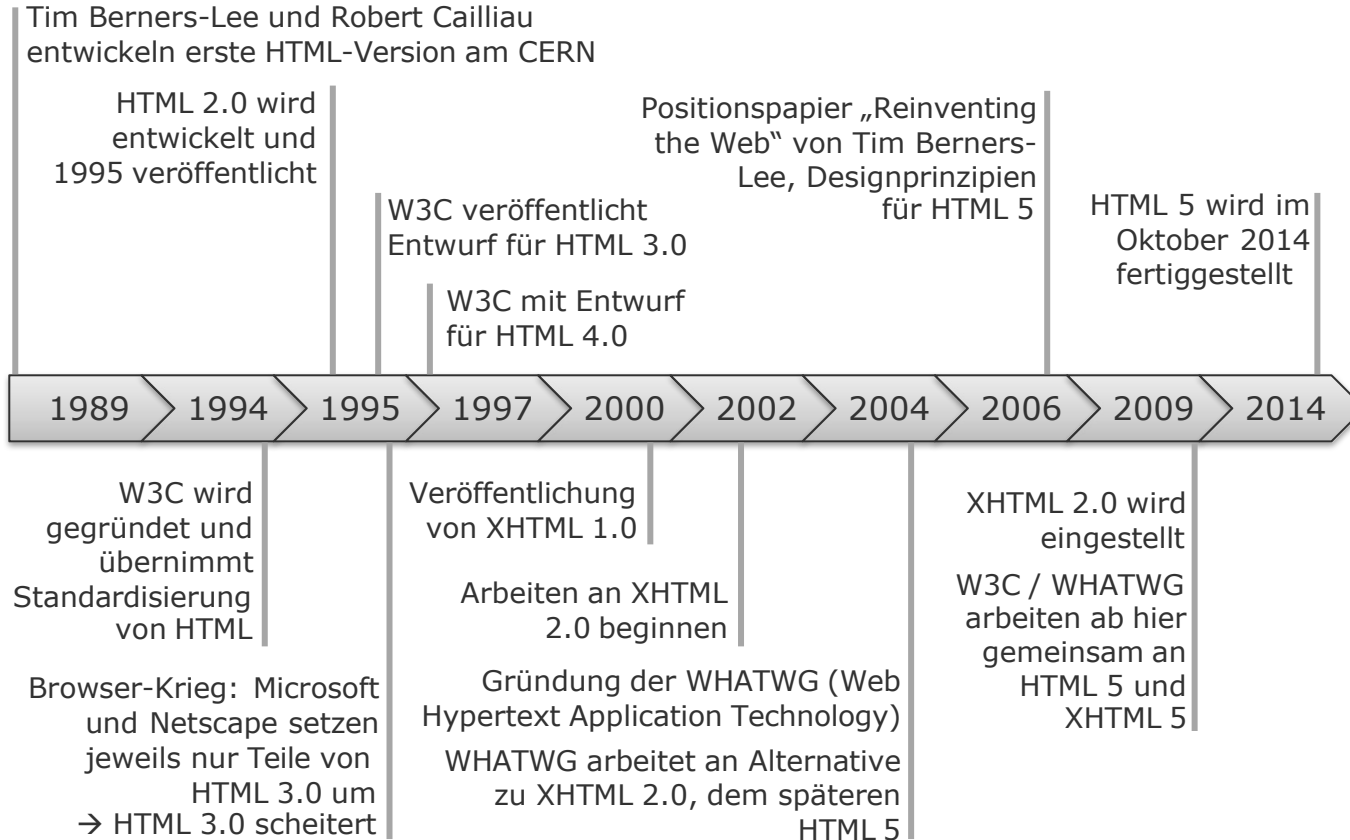 Tim Berners-Lee und Robert Cailliau
entwickeln erste HTML-Version am CERN
HTML 2.0 wird
entwickelt und
1995 veröffentlicht
W3C veröffentlicht
Entwurf für HTML 3.0
W3C mit Entwurf
für HTML 4.0
Positionspapier „Reinventing
the Web“ von Tim Berners-
Lee, Designprinzipien
für HTML 5
HTML 5 wird im
Oktober 2014
fertiggestellt
1989 1994 1995 1997 2000 2002 2004 2006 2009 2014
W3C wird
gegründet und
übernimmt
Standardisierung
von HTML
Browser-Krieg: Microsoft
und Netscape setzen
jeweils nur Teile von
HTML 3.0 um
→ HTML 3.0 scheitert
Veröffentlichung
von XHTML 1.0
Arbeiten an XHTML
2.0 beginnen
Gründung der WHATWG (Web
Hypertext Application Technology)
WHATWG arbeitet an Alternative
zu XHTML 2.0, dem späteren
HTML 5
XHTML 2.0 wird
eingestellt
W3C / WHATWG
arbeiten ab hier
gemeinsam an
HTML 5 und
XHTML 5